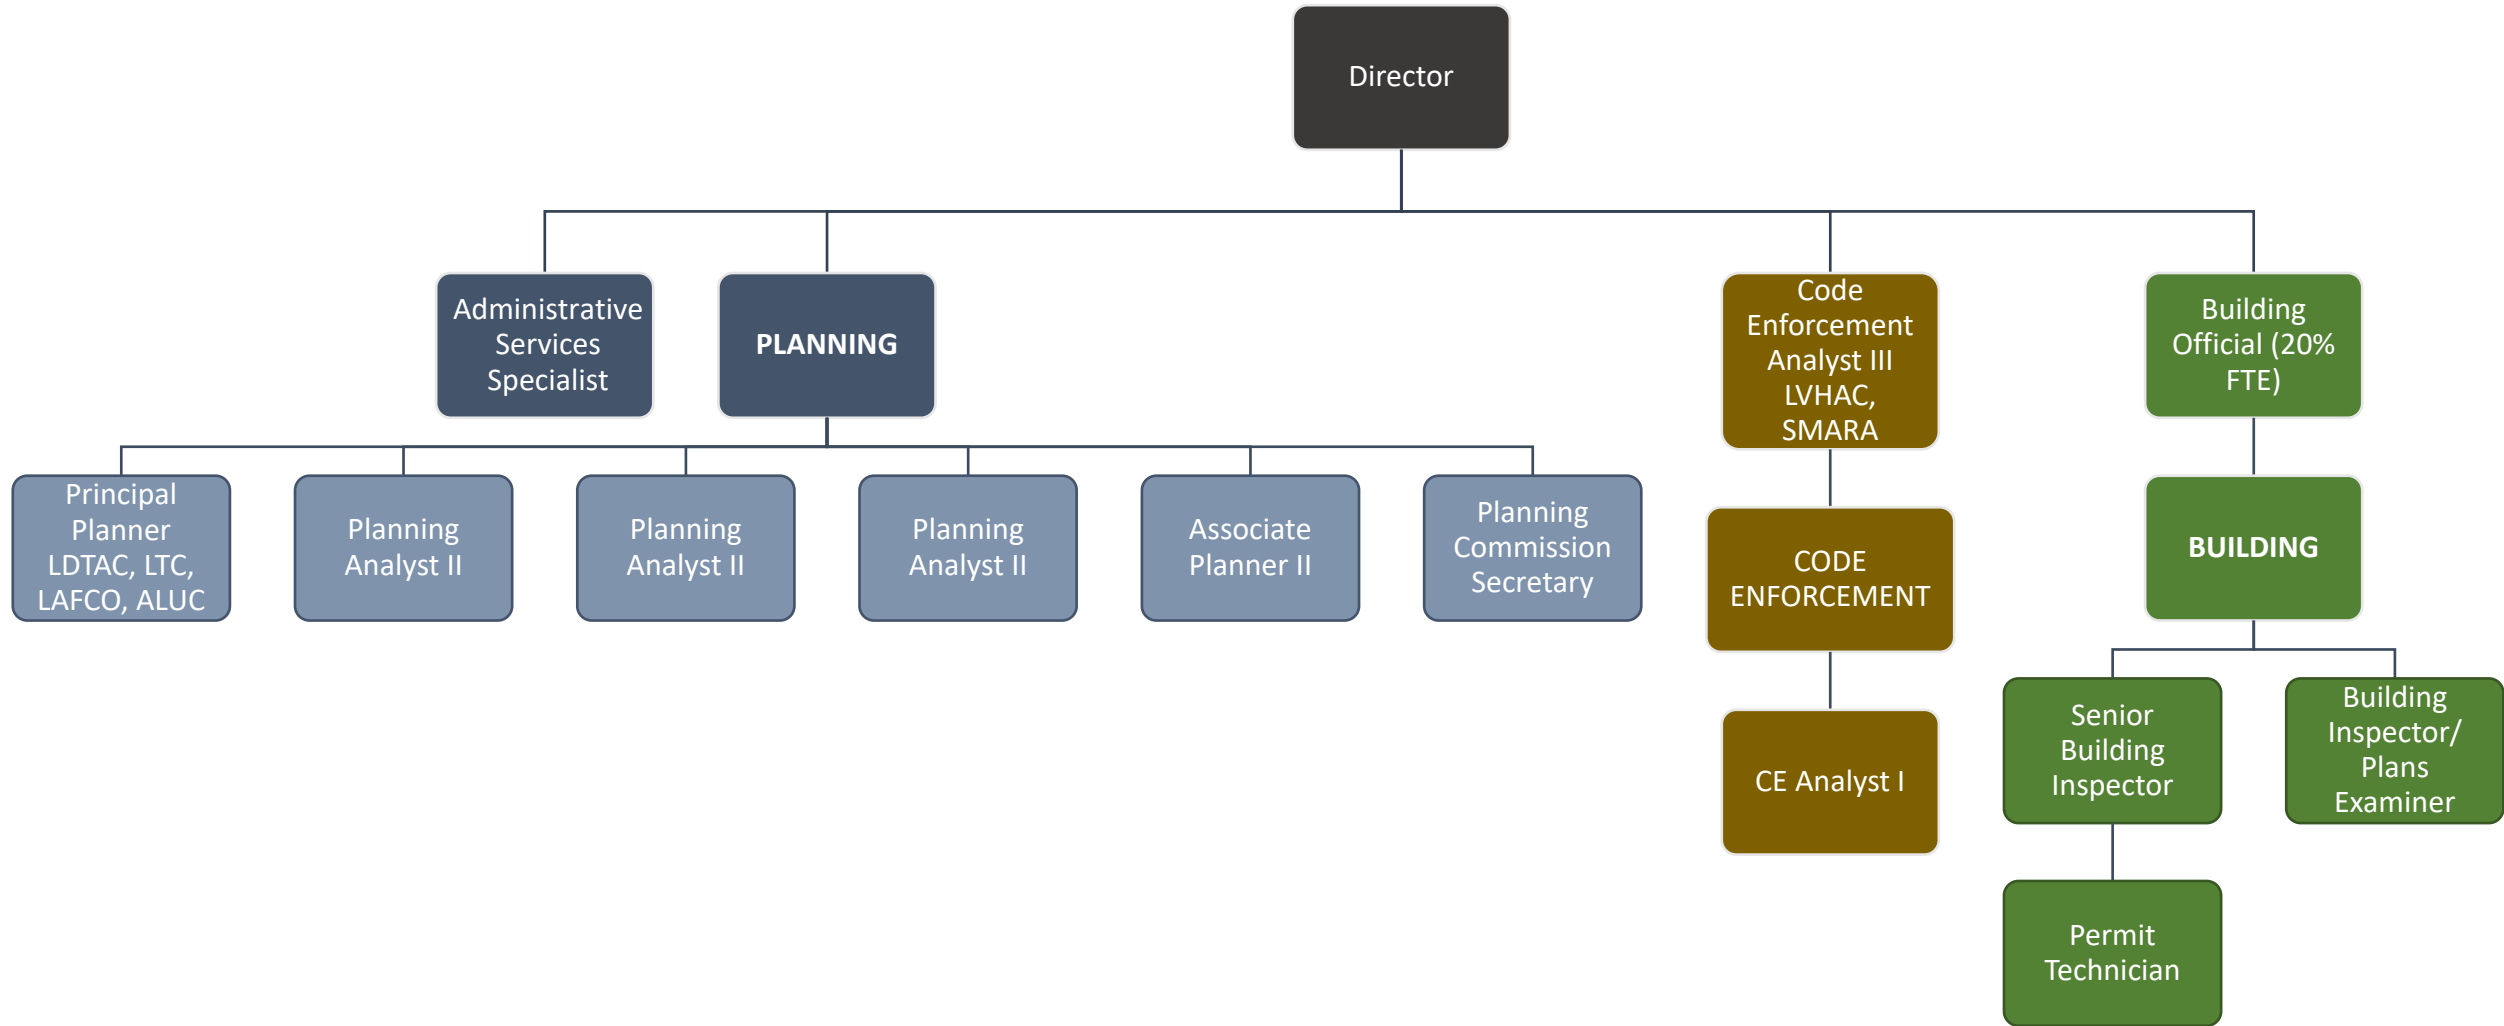 Director
Administrative
Services
Specialist
PLANNING
Code
Enforcement
Analyst III
LVHAC,
SMARA
Building
Official (20%
FTE)
Principal
Planner
LDTAC, LTC,
LAFCO, ALUC
Planning
Analyst II
Planning
Analyst II
Planning
Analyst II
Associate
Planner II
Planning
Commission
Secretary
CODE
ENFORCEMENT
BUILDING
CE Analyst I
Senior
Building
Inspector
Building
Inspector/
Plans
Examiner
Permit
Technician